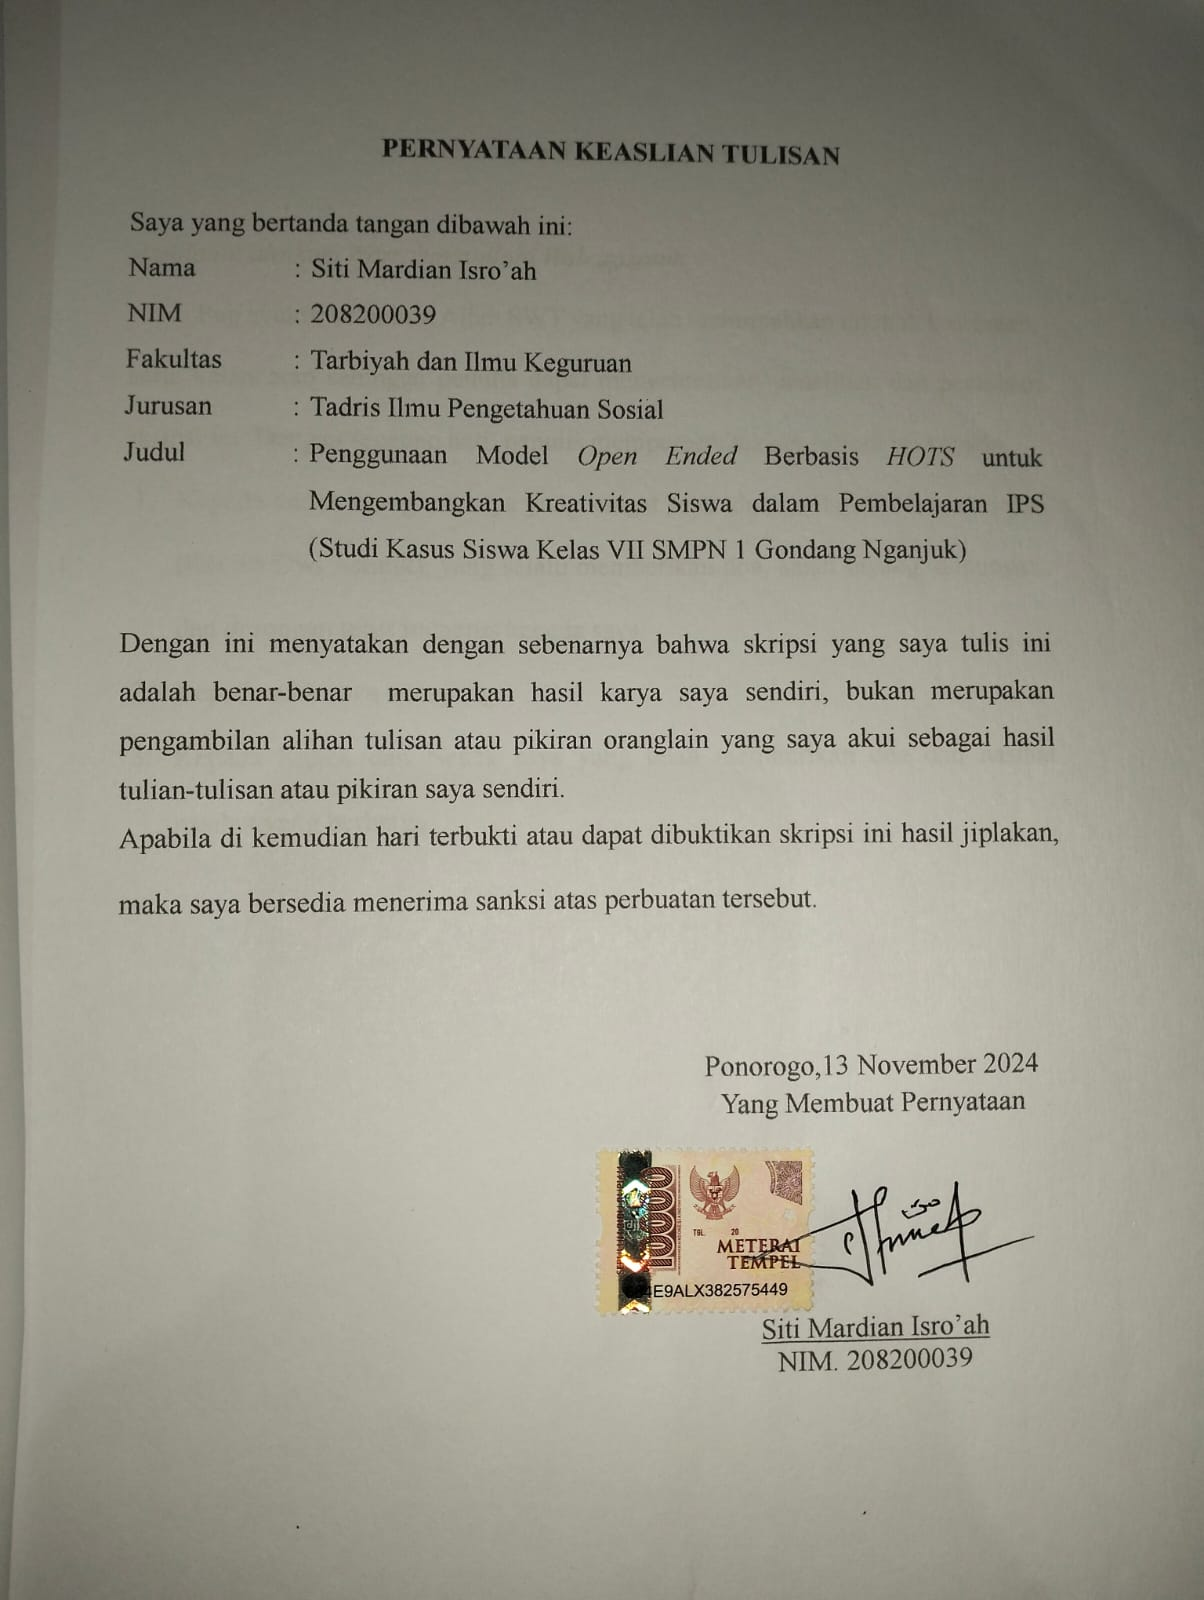 PERNYATAAN KEASLIAN TULISAN
Saya yang bertanda tangan dibawah ini:
Nama : Siti Mardian Isro'ah
NIM : 208200039
Fakultas : Tarbiyah dan Ilmu Keguruan
Jurusan : Tadris Ilmu Pengetahuan Sosial
Judul : Penggunaan Model Open Ended Berbasis HOTS untuk
Mengembangkan Kreativitas Siswa dalam Pembelajaran IPS
(Studi Kasus Siswa Kelas VII SMPN 1 Gondang Nganjuk)
Dengan ini menyatakan dengan sebenarnya bahwa skripsi yang saya tulis ini
adalah benar-benar merupakan hasil karya saya sendiri, bukan merupakan
pengambilan alihan tulisan atau pikiran oranglain yang saya akui sebagai hasil
tulian-tulisan atau pikiran saya sendiri.
Apabila di kemudian hari terbukti atau dapat dibuktikan skripsi ini hasil jiplakan,
maka saya bersedia menerima sanksi atas perbuatan tersebut.
Ponorogo,13 November 2024
Yang Membuat Pernyataan
10000
TGL. 20
METERAI
TEMPEL
E9ALX382575449
Siti Mardian Isro'ah
NIM. 208200039